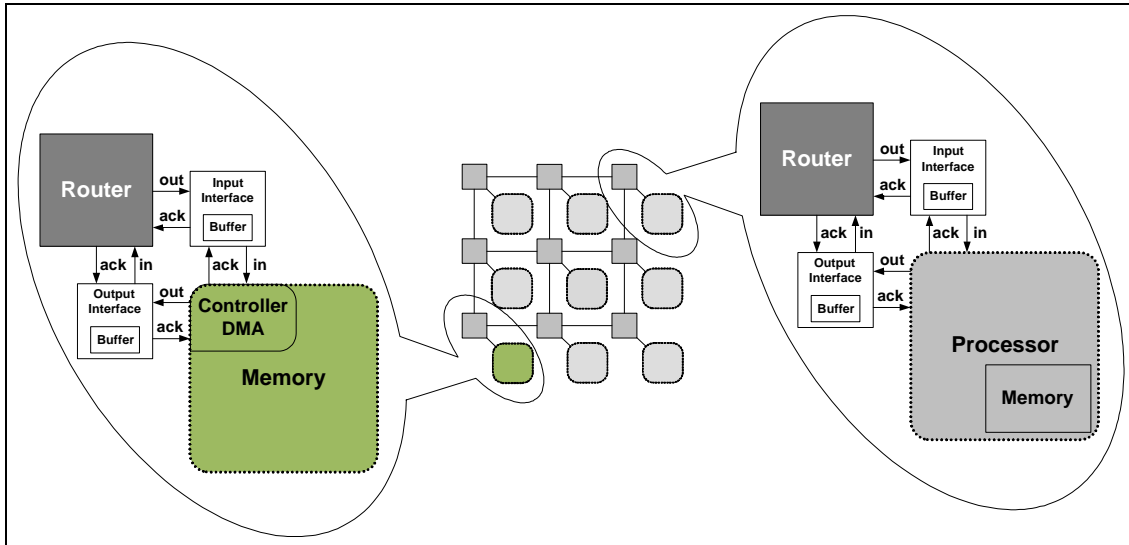 Router
out
ack
Input
Interface
Buffer
ack
in
ack
in
Output
Interface
Buffer
out
ack
Controller
DMA
Memory
Router
out
ack
Input
Interface
Buffer
ack
in
ack
in
Output
Interface
Buffer
out
ack
Processor
Memory